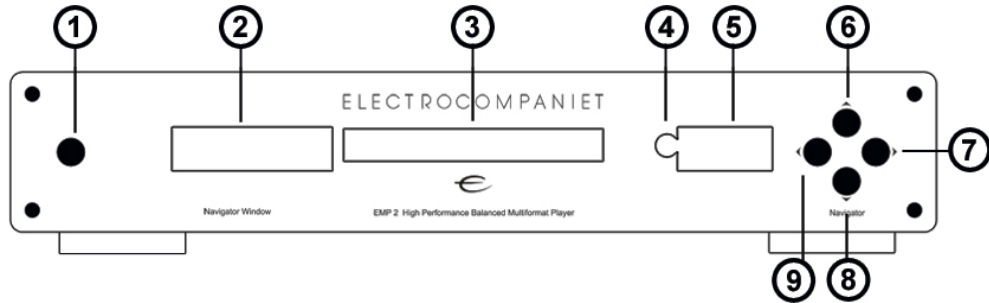 1 2 3 4 5 6
ELECTROCOMPANIET
7
Navigator Window
EMP 2 High Performance Balanced Multiformat Player
Navigator
9 8